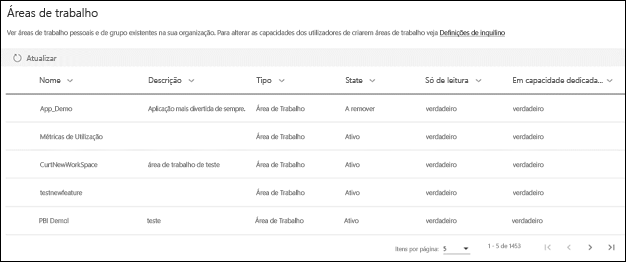 Áreas de trabalho
Ver áreas de trabalho pessoais e de grupo existentes na sua organização. Para alterar as capacidades dos utilizadores de criarem áreas de trabalho veja Definições de inquilino
Atualizar
Nome Descrição Tipo State Só de leitura Em capacidade dedicada...
App_Demo Aplicação mais divertida de sempre. Área de Trabalho A remover verdadeiro verdadeiro
Métricas de Utilização Área de Trabalho Ativo verdadeiro verdadeiro
CurtNewWorkSpace área de trabalho de teste Área de Trabalho Ativo verdadeiro verdadeiro
testnewfeature Área de Trabalho Ativo verdadeiro verdadeiro
PBI Demo! teste Área de Trabalho Ativo verdadeiro verdadeiro
Itens por página: 5 1 - 5 de 1453